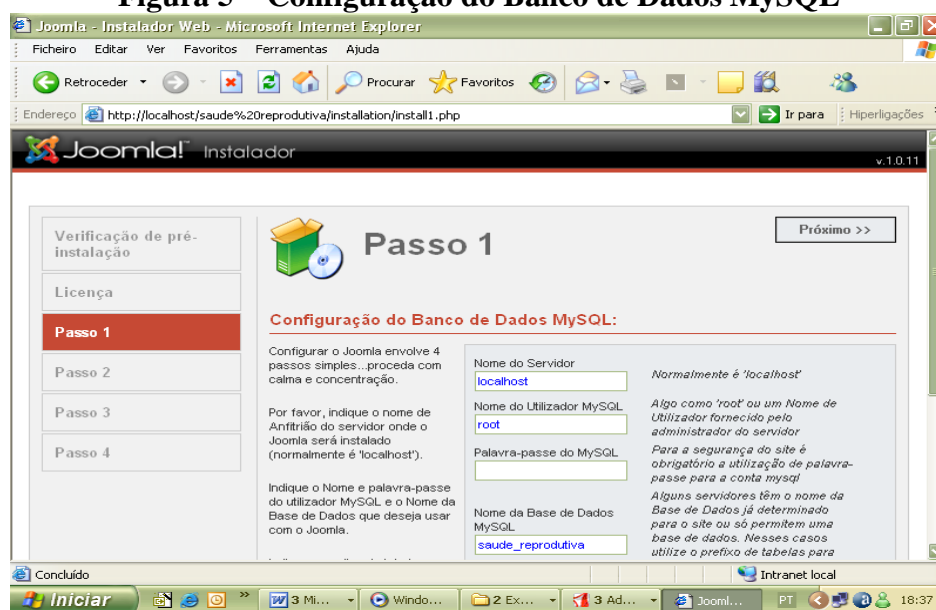 Figura 5 – Configuração do Banco de Dados MySQL
Joomla - Instalador Web - Microsoft Internet Explorer
Ficheiro Editar Ver Favoritos Ferramentas Ajuda
Retroceder Procurar Favoritos
Endereço http://localhost/saude%20reprodutiva/installation/install1.php Ir para Hiperligações
Joomla! Instalador
v.1.0.11
Próximo >>
Passo 1
Verificação de pré-
instalação
Licença
Passo 1
Passo 2
Passo 3
Passo 4
Configuração do Banco de Dados MySQL:
Configurar o Joomla envolve 4
passos simples...proceda com
calma e concentração.
Por favor, indique o nome de
Anfitrião do servidor onde o
Joomla será instalado
(normalmente é 'localhost').
Indique o Nome e palavra-passe
do utilizador MySQL e o Nome da
Base de Dados que deseja usar
com o Joomla.
Nome do Servidor
localhost
Normalmente é 'localhost'
Nome do Utilizador MySQL
root
Algo como 'root' ou um Nome de
Utilizador fornecido pelo
administrador do servidor
Palavra-passe do MySQL
Para a segurança do site é
obrigatório a utilização de palavra-
passe para a conta mysql
Nome da Base de Dados
MySQL
saude_reprodutiva
Alguns servidores têm o nome da
Base de Dados já determinado
para o site ou só permitem uma
base de dados. Nesses casos
utilize o prefixo de tabelas para
Concluído Intranet local
Iniciar 3 Mi... Windo... 2 Ex... 3 Ad... Jooml... PT 18:37